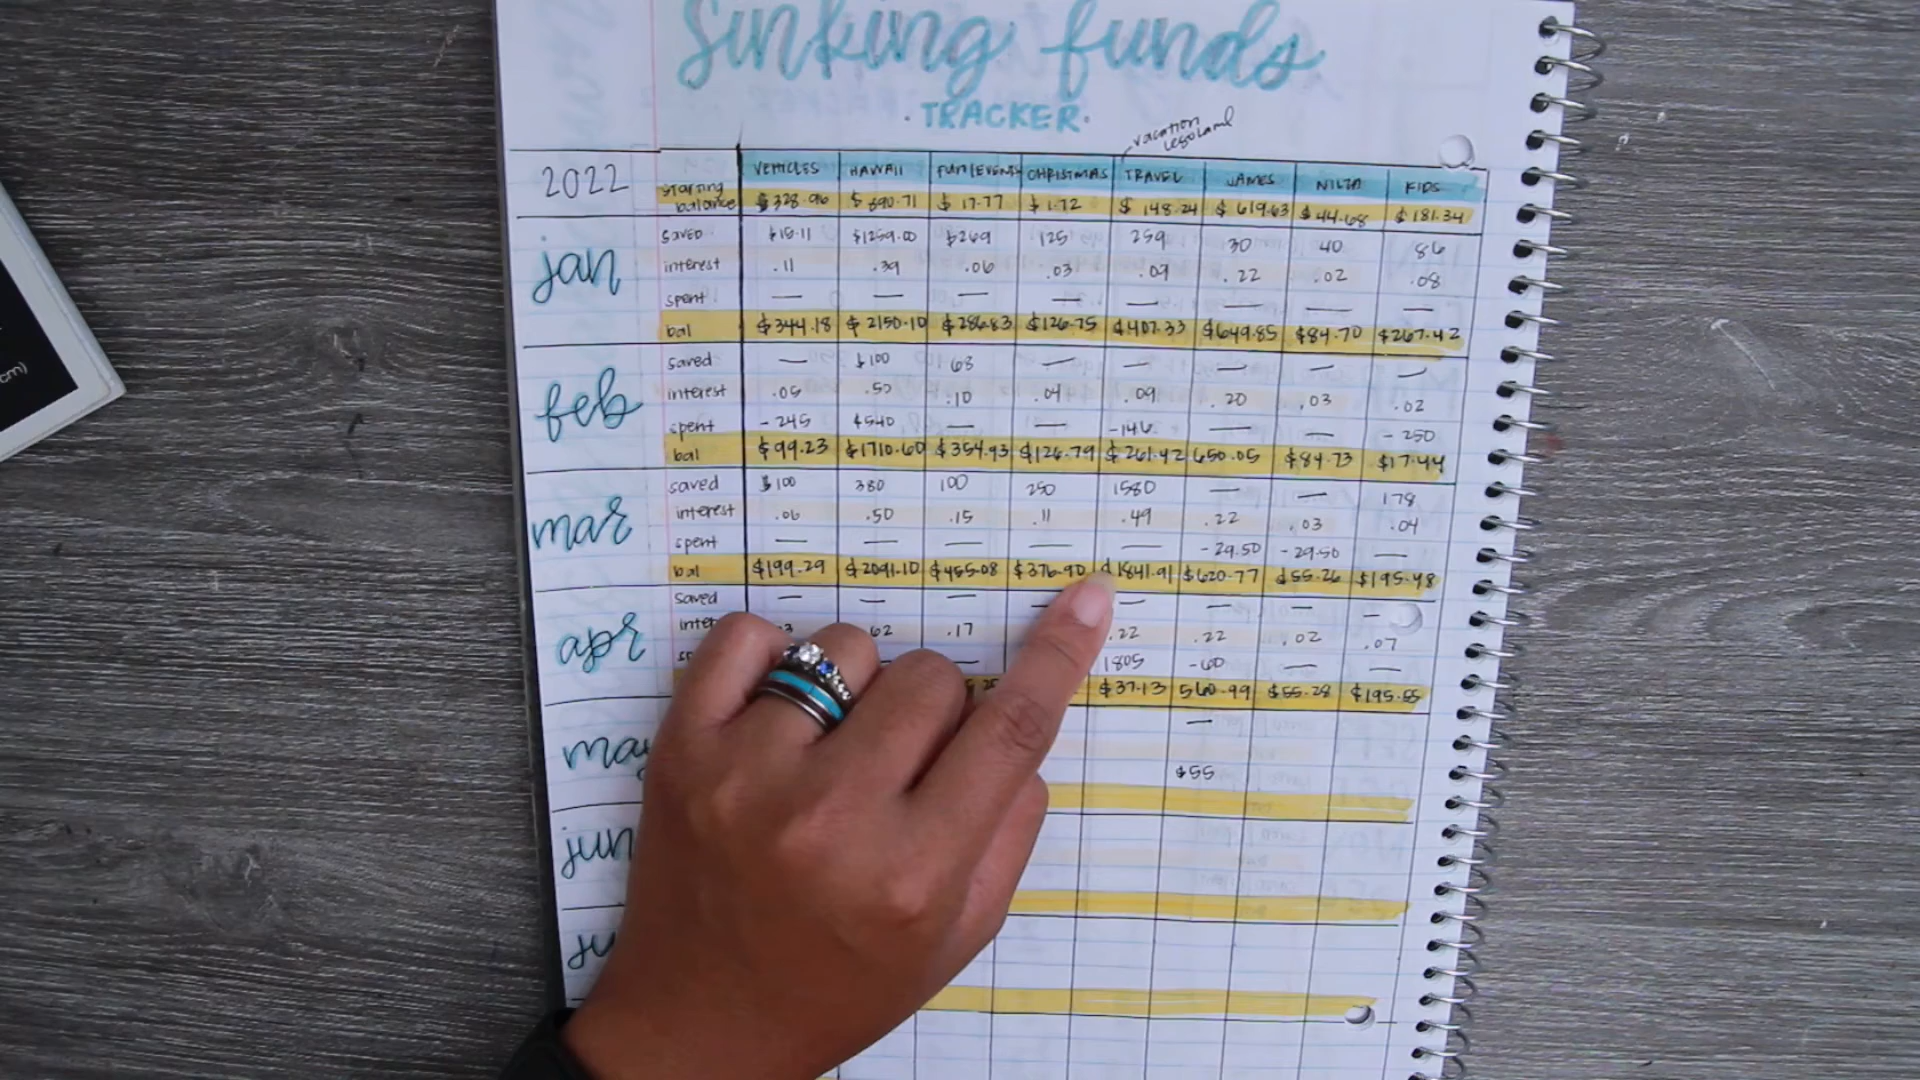 sinking funds
· TRACKER ·
vacation
legoland
2022 VEHICLES HAWAII FUN/EVENTS CHRISTMAS TRAVEL JAMES NILZA KIDS
starting balance $328.96 $890.71 $17.77 $1.72 $148.24 $619.63 $44.68 $181.34
jan
saved $15.11 $1259.00 $269 125 259 30 40 86
interest .11 .39 .06 .03 .09 .22 .02 .08
spent — — — — — — — —
bal $344.18 $2150.10 $286.83 $126.75 $407.33 $649.85 $84.70 $267.42
feb
saved — $100 68 — — — — —
interest .05 .50 .10 .04 .09 .20 .03 .02
spent -245 $540 — — -146 — — -250
bal $99.23 $1710.60 $354.93 $126.79 $261.42 650.05 $84.73 $17.44
mar
saved $100 380 100 250 1580 — — 178
interest .06 .50 .15 .11 .49 .22 .03 .04
spent — — — — — -29.50 -29.50 —
bal $199.29 $2091.10 $455.08 $376.90 $1841.91 $620.77 $55.26 $195.48
apr
saved — — — — — — — —
.17 .22 .22 .02 .07
— 1805 -60 — —
$37.13 560.99 $55.28 $195.55
may
—
$55
cm)